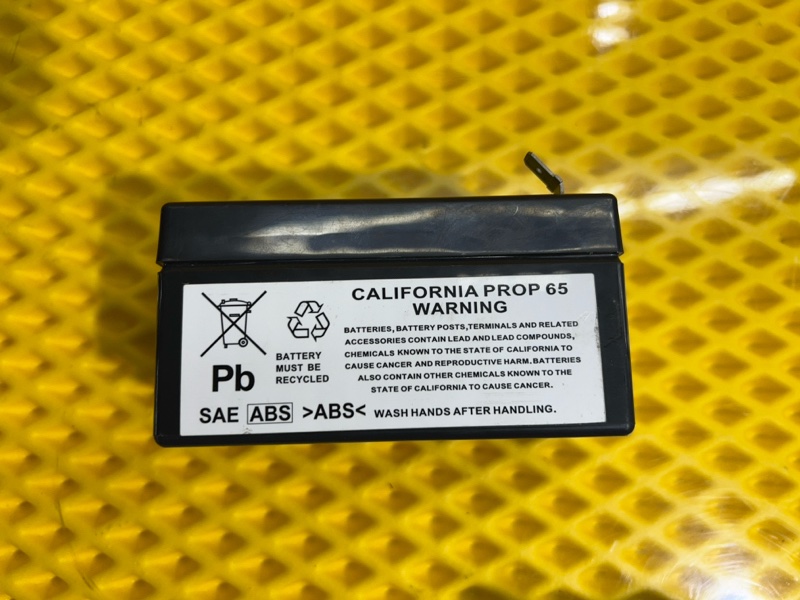 CALIFORNIA PROP 65
WARNING
BATTERIES, BATTERY POSTS, TERMINALS AND RELATED
ACCESSORIES CONTAIN LEAD AND LEAD COMPOUNDS,
CHEMICALS KNOWN TO THE STATE OF CALIFORNIA TO
CAUSE CANCER AND REPRODUCTIVE HARM. BATTERIES
ALSO CONTAIN OTHER CHEMICALS KNOWN TO THE
STATE OF CALIFORNIA TO CAUSE CANCER.
Pb
BATTERY
MUST BE
RECYCLED
SAE ABS >ABS< WASH HANDS AFTER HANDLING.